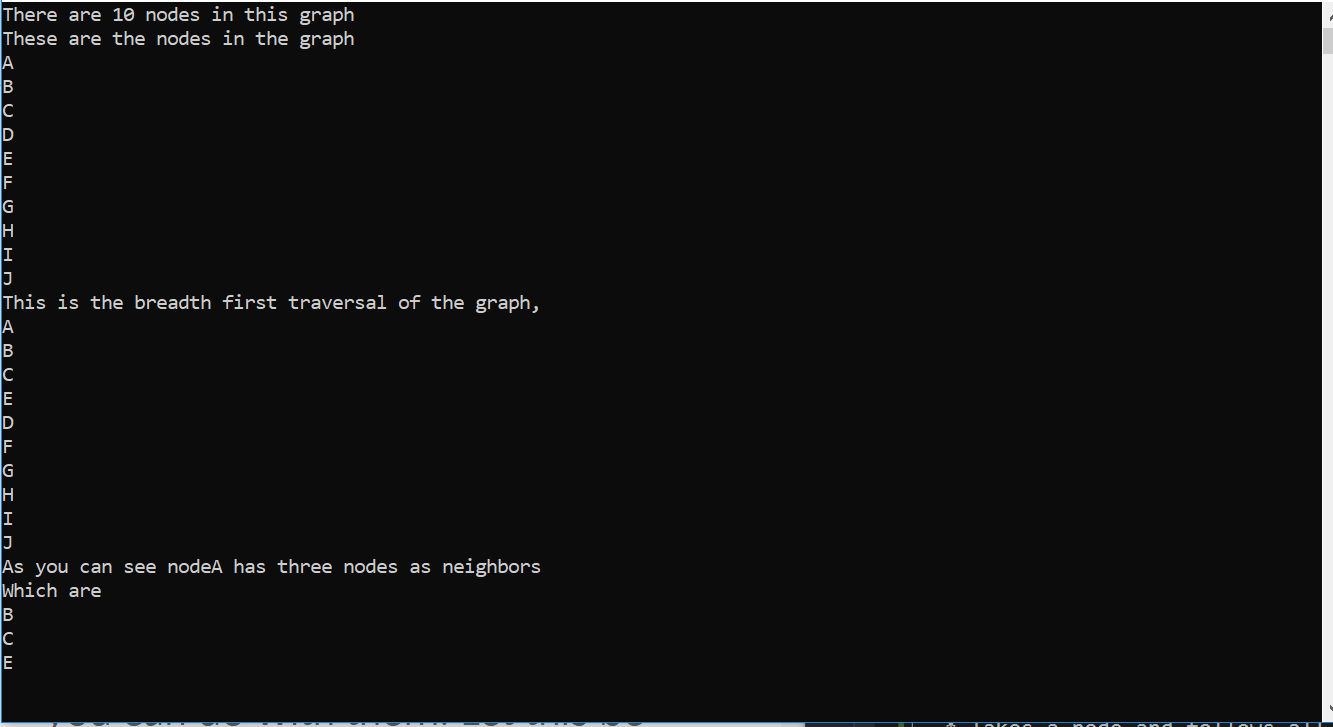 There are 10 nodes in this graph
These are the nodes in the graph
A
B
C
D
E
F
G
H
I
J
This is the breadth first traversal of the graph,
A
B
C
E
D
F
G
H
I
J
As you can see nodeA has three nodes as neighbors
Which are
B
C
E